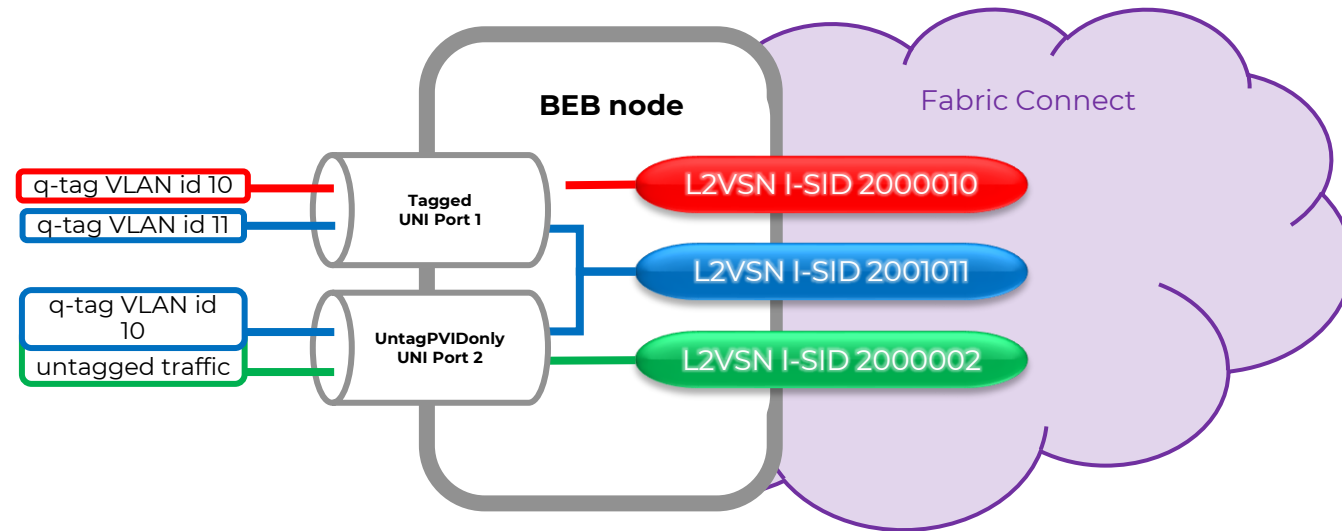 BEB node
Fabric Connect
q-tag VLAN id 10
q-tag VLAN id 11
Tagged
UNI Port 1
L2VSN I-SID 2000010
L2VSN I-SID 2001011
q-tag VLAN id
10
untagged traffic
UntagPVIDonly
UNI Port 2
L2VSN I-SID 2000002